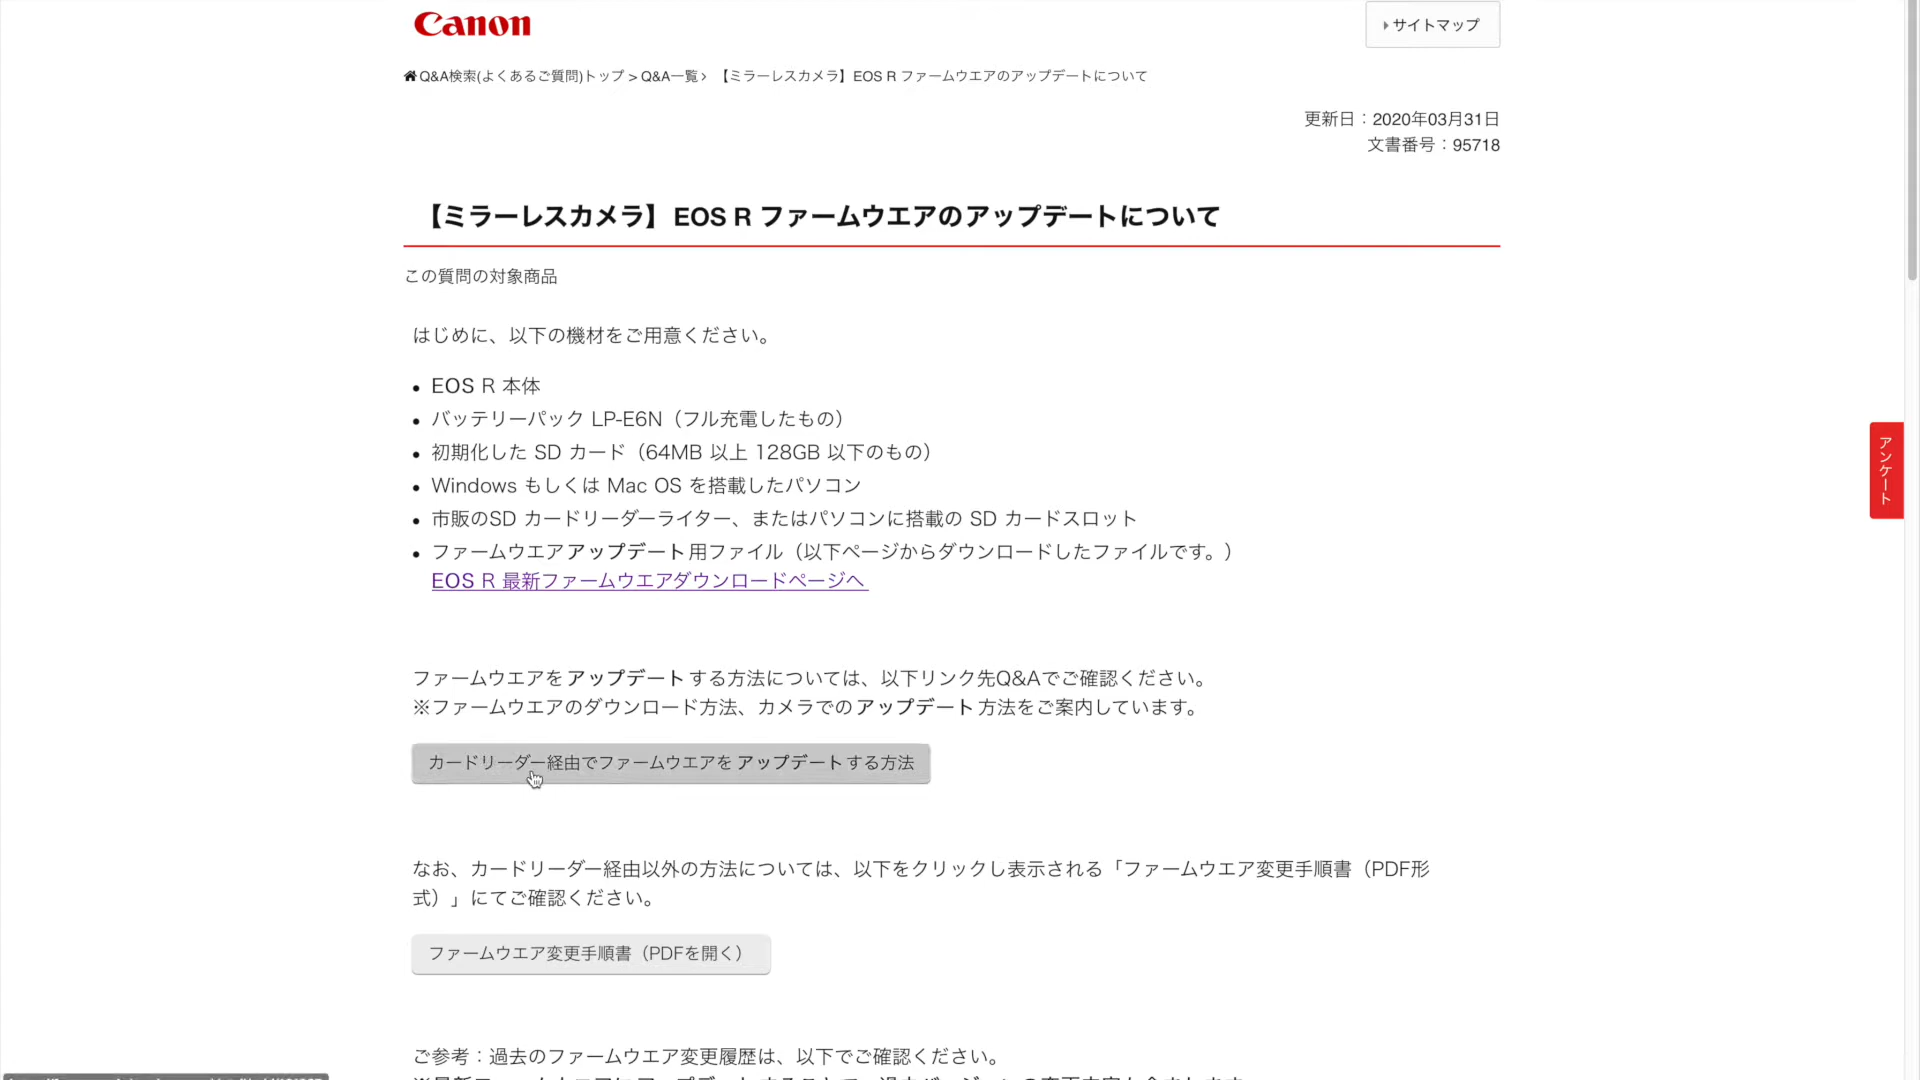 Canon
サイトマップ
Q&A検索(よくあるご質問)トップ > Q&A一覧 › 【ミラーレスカメラ】EOS R ファームウエアのアップデートについて
更新日：2020年03月31日
文書番号：95718
【ミラーレスカメラ】EOS R ファームウエアのアップデートについて
この質問の対象商品
はじめに、以下の機材をご用意ください。
• EOS R 本体
• バッテリーパック LP-E6N（フル充電したもの）
• 初期化した SD カード（64MB 以上 128GB 以下のもの）
• Windows もしくは Mac OS を搭載したパソコン
• 市販のSD カードリーダーライター、またはパソコンに搭載の SD カードスロット
• ファームウエアアップデート用ファイル（以下ページからダウンロードしたファイルです。）
EOS R 最新ファームウエアダウンロードページへ
アンケート
ファームウエアをアップデートする方法については、以下リンク先Q&Aでご確認ください。
※ファームウエアのダウンロード方法、カメラでのアップデート方法をご案内しています。
カードリーダー経由でファームウエアをアップデートする方法
なお、カードリーダー経由以外の方法については、以下をクリックし表示される「ファームウエア変更手順書（PDF形
式）」にてご確認ください。
ファームウエア変更手順書（PDFを開く）
ご参考：過去のファームウエア変更履歴は、以下でご確認ください。